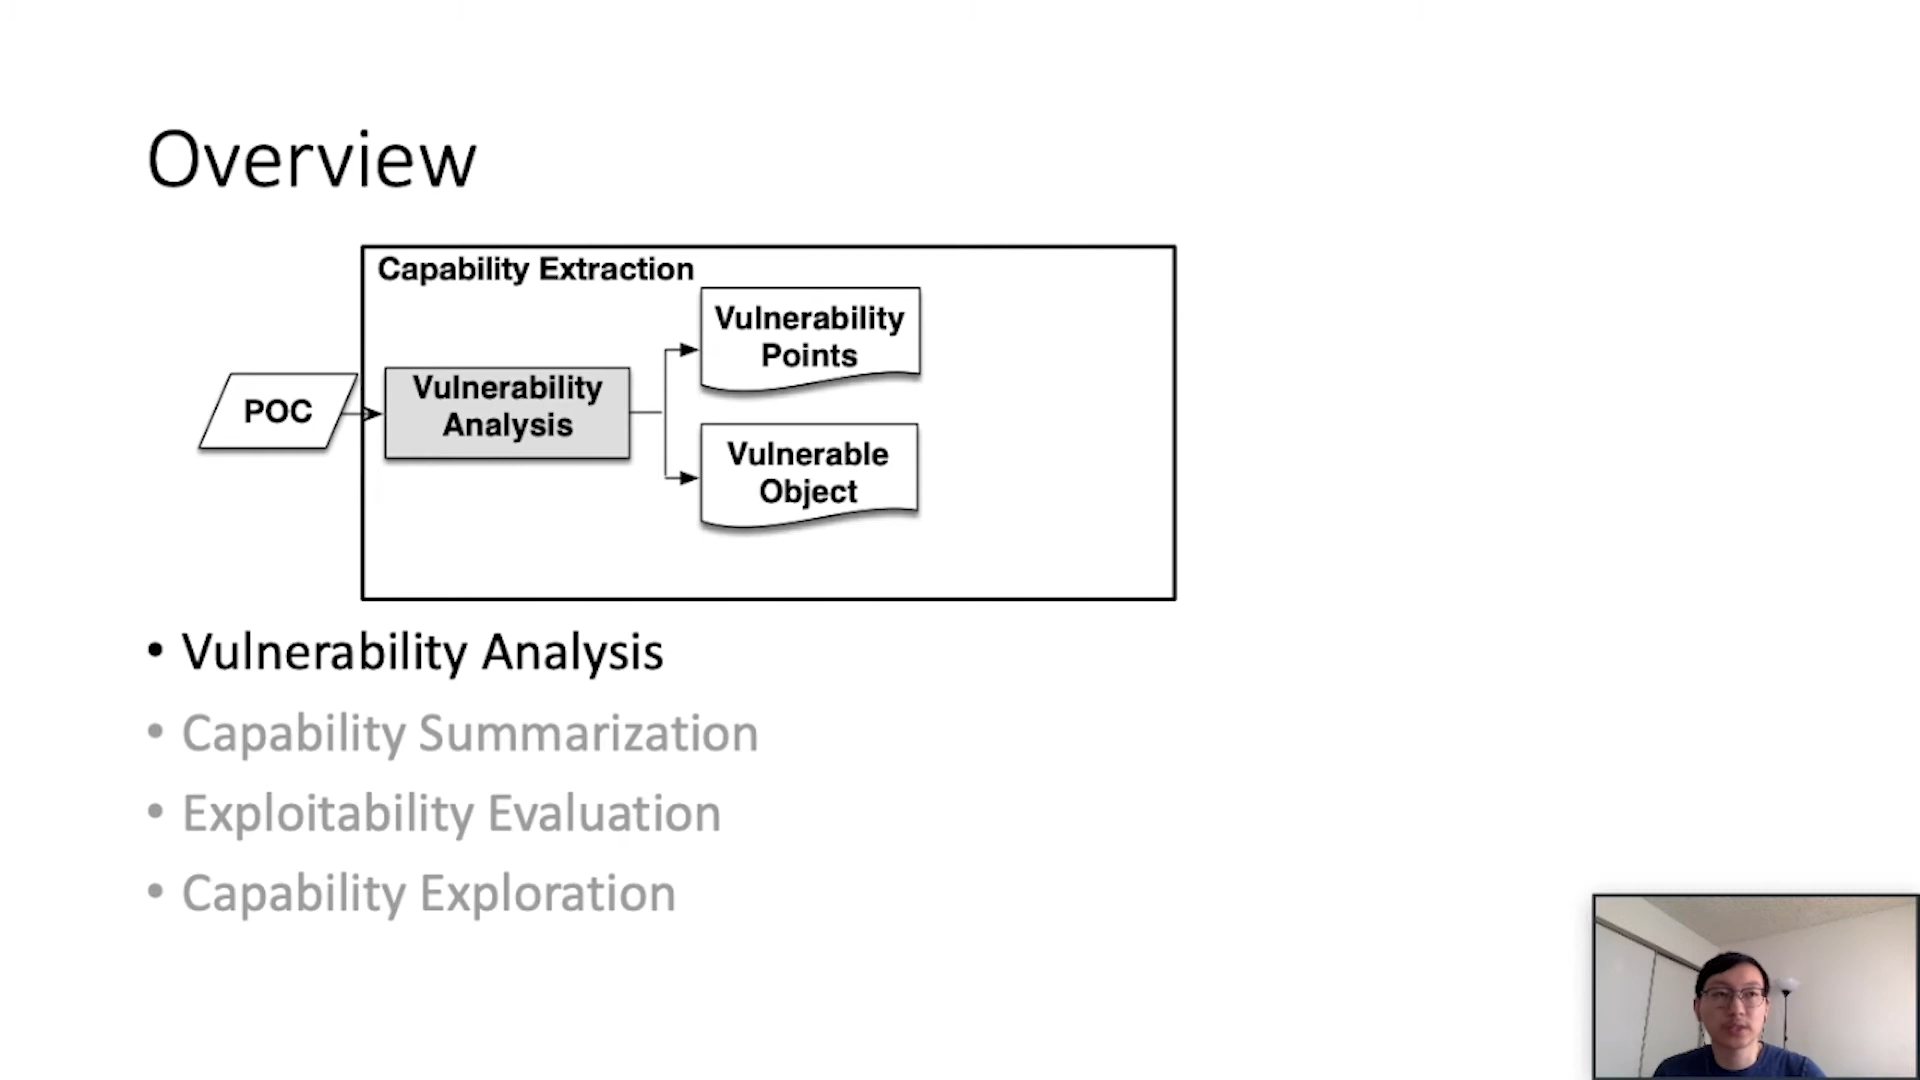 Overview
Capability Extraction
POC
Vulnerability
Analysis
Vulnerability
Points
Vulnerable
Object
• Vulnerability Analysis
• Capability Summarization
• Exploitability Evaluation
• Capability Exploration